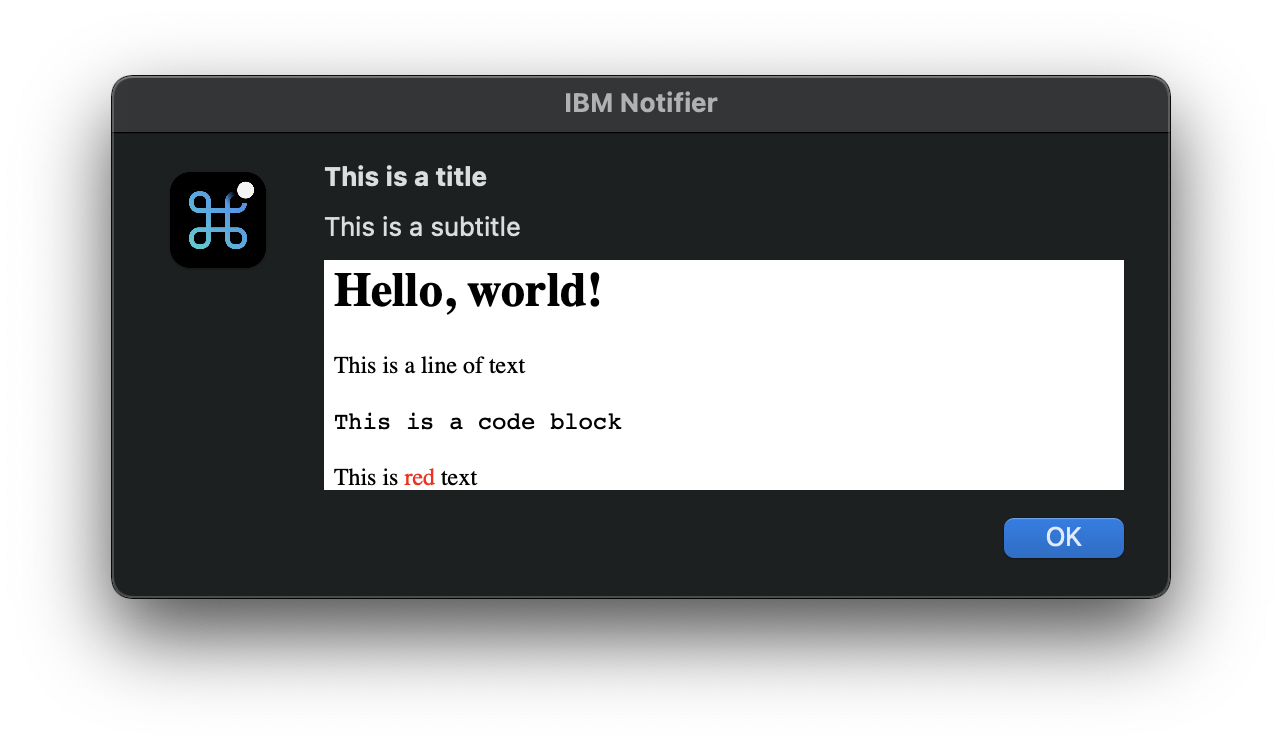 IBM Notifier
This is a title
This is a subtitle
Hello, world!
This is a line of text
This is a code block
This is red text
OK